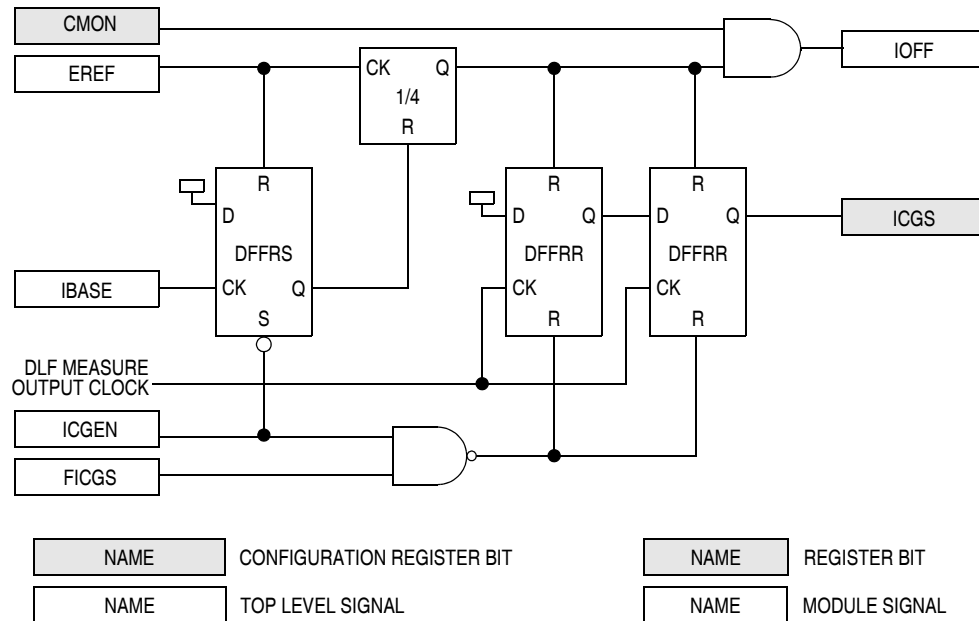 CMON
IOFF
EREF
CK Q
1/4
R
R
D
DFFRS
CK Q
S
R
D Q
DFFRR
CK
R
R
D Q
DFFRR
CK
R
ICGS
IBASE
DLF MEASURE
OUTPUT CLOCK
ICGEN
FICGS
NAME CONFIGURATION REGISTER BIT
NAME REGISTER BIT
NAME TOP LEVEL SIGNAL
NAME MODULE SIGNAL